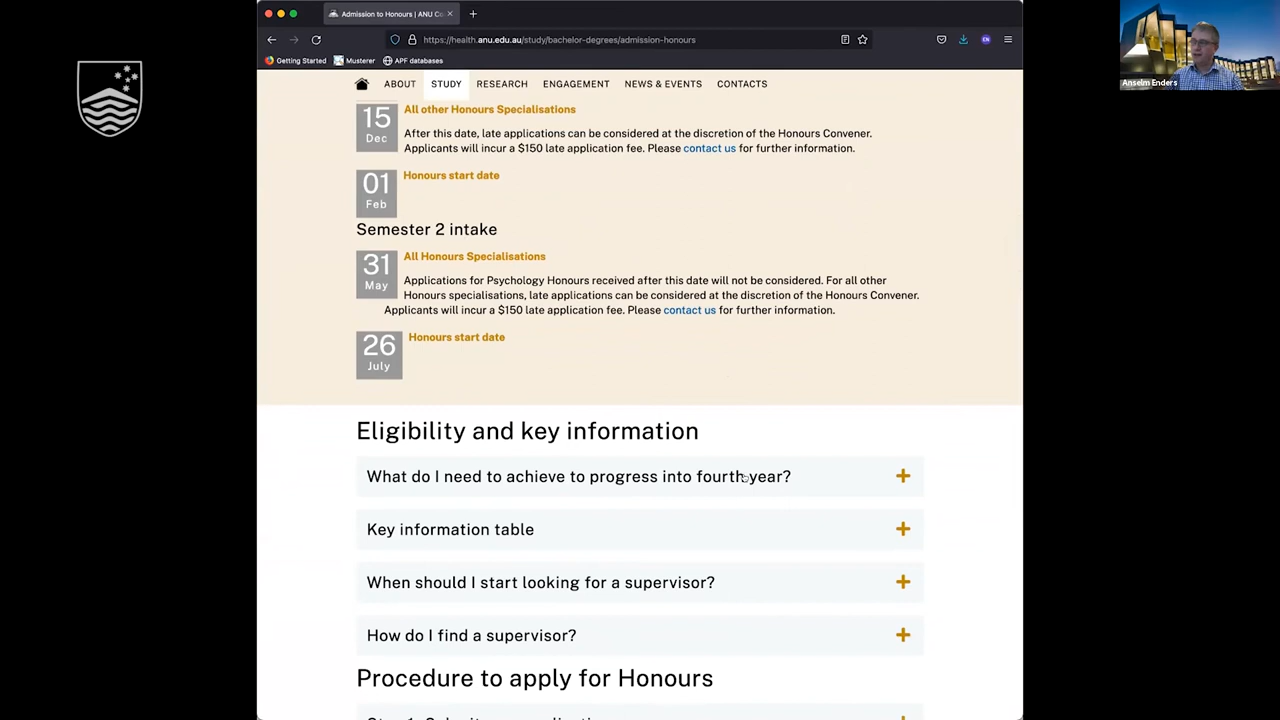 Admission to Honours | ANU Co
https://health.anu.edu.au/study/bachelor-degrees/admission-honours
EN
Getting Started
Musterer
APF databases
ABOUT
STUDY
RESEARCH
ENGAGEMENT
NEWS & EVENTS
CONTACTS
15
Dec
All other Honours Specialisations
After this date, late applications can be considered at the discretion of the Honours Convener.
Applicants will incur a $150 late application fee. Please contact us for further information.
01
Feb
Honours start date
Semester 2 intake
31
May
All Honours Specialisations
Applications for Psychology Honours received after this date will not be considered. For all other
Honours specialisations, late applications can be considered at the discretion of the Honours Convener.
Applicants will incur a $150 late application fee. Please contact us for further information.
26
July
Honours start date
Eligibility and key information
What do I need to achieve to progress into fourth year?
Key information table
When should I start looking for a supervisor?
How do I find a supervisor?
Procedure to apply for Honours
Anselm Enders